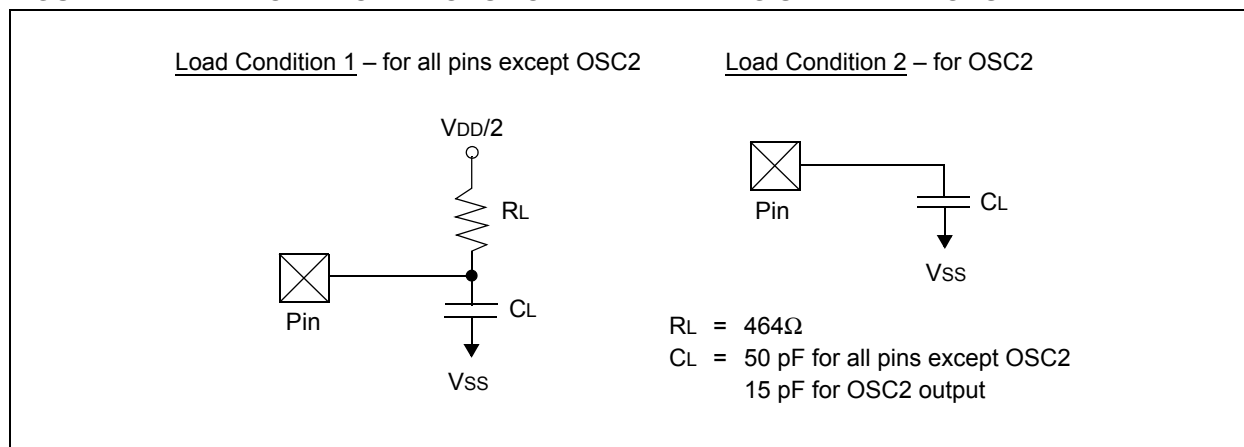 Load Condition 1 – for all pins except OSC2
VDD/2
RL
Pin
CL
VSS
Load Condition 2 – for OSC2
Pin
CL
VSS
RL = 464Ω
CL = 50 pF for all pins except OSC2
15 pF for OSC2 output